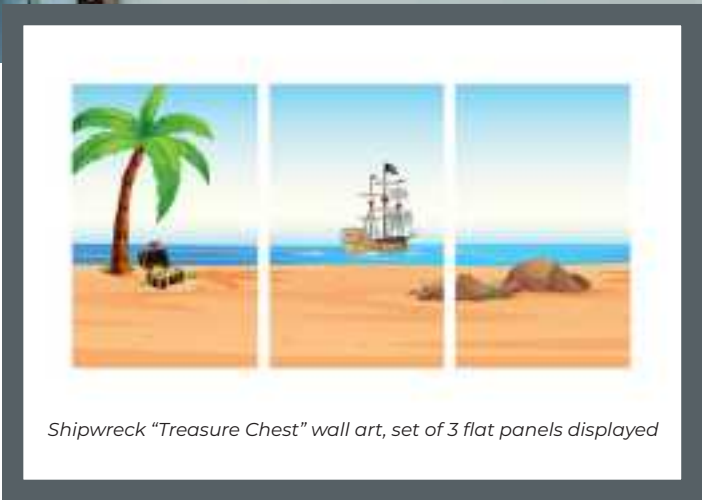 Shipwreck “Treasure Chest” wall art, set of 3 flat panels displayed